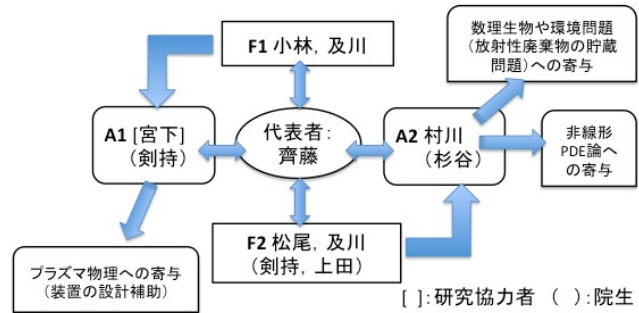 F1 小林, 及川
数理生物や環境問題
(放射性廃棄物の貯蔵
問題)への寄与
A1 [宮下]
(剣持)
代表者:
齊藤
A2 村川
(杉谷)
非線形
PDE論へ
の寄与
F2 松尾, 及川
(剣持, 上田)
プラズマ物理への寄与
(装置の設計補助)
[ ]:研究協力者 ( ):院生